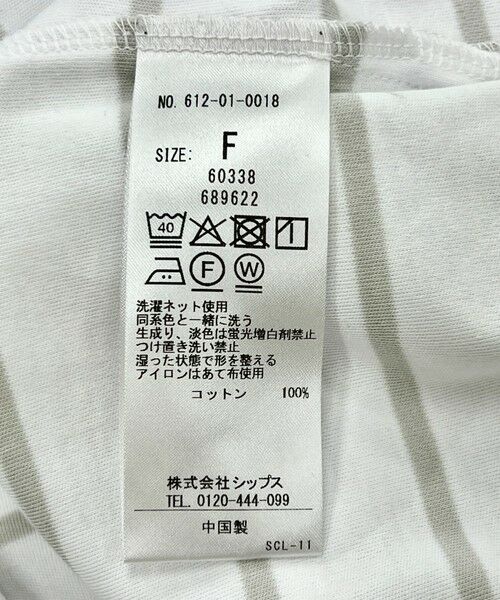 NO. 612-01-0018
SIZE: F
60338
689622
40
F W
洗濯ネット使用
同系色と一緒に洗う
生成り、淡色は蛍光増白剤禁止
つけ置き洗い禁止
湿った状態で形を整える
アイロンはあて布使用
コットン 100%
株式会社シップス
TEL. 0120-444-099
中国製
SCL-11